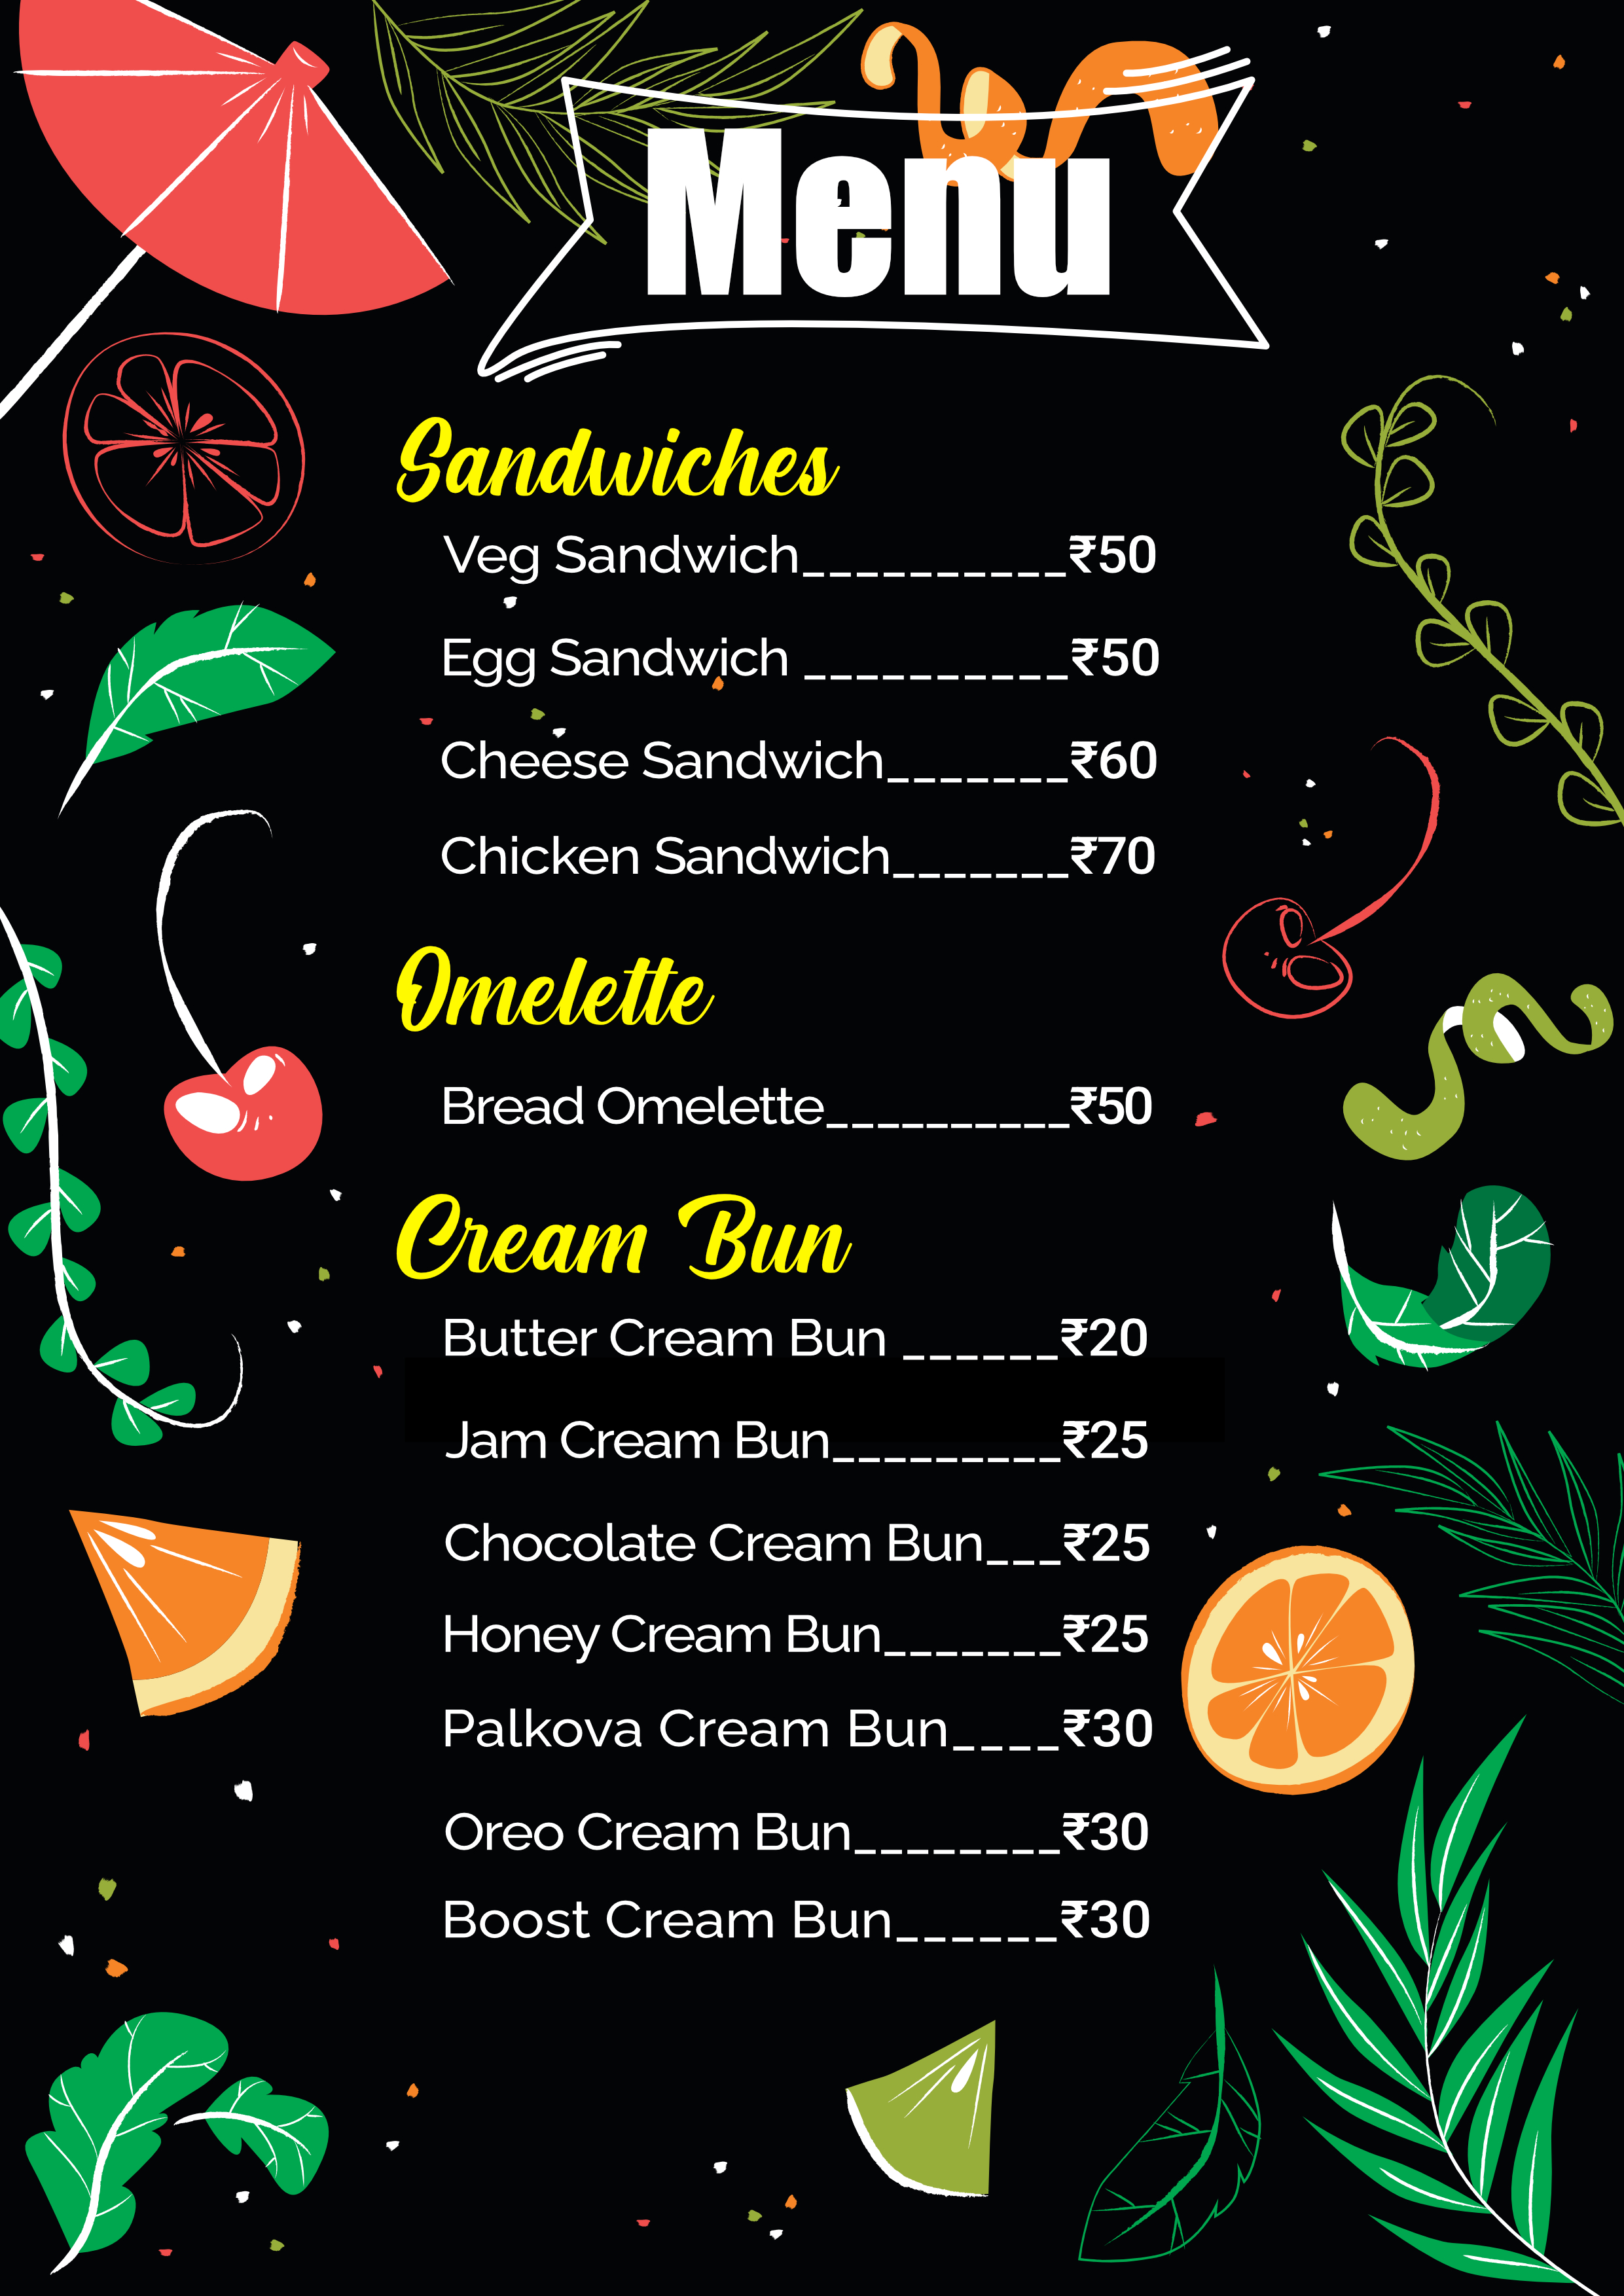 Menu
Sandwiches
Veg Sandwich__________₹50
Egg Sandwich __________₹50
Cheese Sandwich_______₹60
Chicken Sandwich_______₹70
Omelette
Bread Omelette__________₹50
Cream Bun
Butter Cream Bun ______₹20
Jam Cream Bun_________₹25
Chocolate Cream Bun___₹25
Honey Cream Bun_______₹25
Palkova Cream Bun____₹30
Oreo Cream Bun________₹30
Boost Cream Bun______₹30